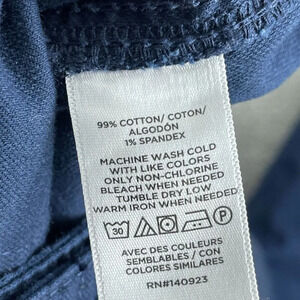 99% COTTON/ COTON/
ALGODÓN
1% SPANDEX
MACHINE WASH COLD
WITH LIKE COLORS
ONLY NON-CHLORINE
BLEACH WHEN NEEDED
TUMBLE DRY LOW
WARM IRON WHEN NEEDED
30
AVEC DES COULEURS
SEMBLABLES / CON
COLORES SIMILARES
RN#140923